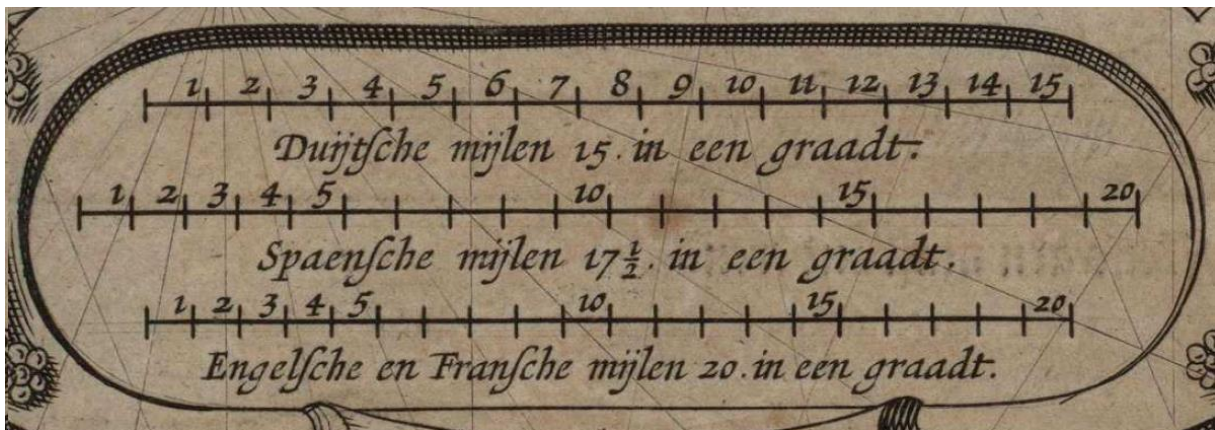 1 2 3 4 5 6 7 8 9 10 11 12 13 14 15
Duijtſche mijlen 15. in een graadt.
1 2 3 4 5 10 15 20
Spaenſche mijlen 17½. in een graadt.
1 2 3 4 5 10 15 20
Engelſche en Franſche mijlen 20. in een graadt.